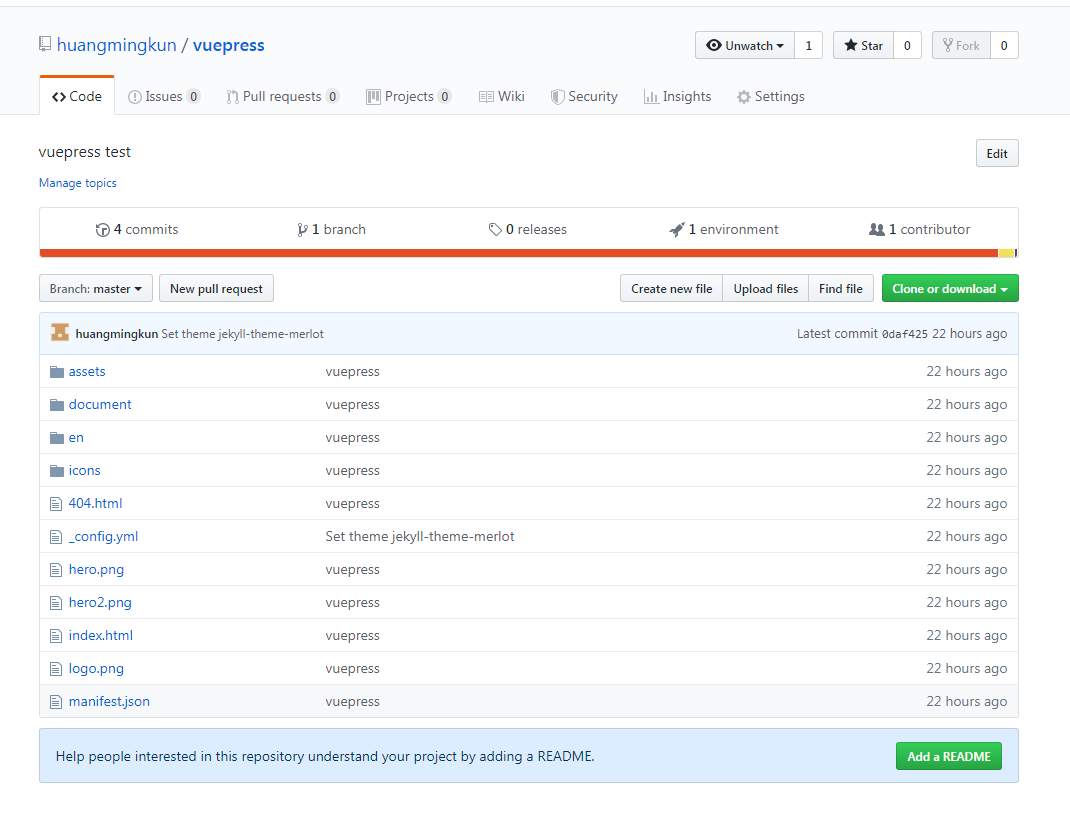 huangmingkun / vuepress
Unwatch 1 Star 0 Fork 0
Code Issues 0 Pull requests 0 Projects 0 Wiki Security Insights Settings
vuepress test Edit
Manage topics
4 commits 1 branch 0 releases 1 environment 1 contributor
Branch: master New pull request Create new file Upload files Find file Clone or download
huangmingkun Set theme jekyll-theme-merlot Latest commit 0daf425 22 hours ago
assets vuepress 22 hours ago
document vuepress 22 hours ago
en vuepress 22 hours ago
icons vuepress 22 hours ago
404.html vuepress 22 hours ago
_config.yml Set theme jekyll-theme-merlot 22 hours ago
hero.png vuepress 22 hours ago
hero2.png vuepress 22 hours ago
index.html vuepress 22 hours ago
logo.png vuepress 22 hours ago
manifest.json vuepress 22 hours ago
Help people interested in this repository understand your project by adding a README. Add a README